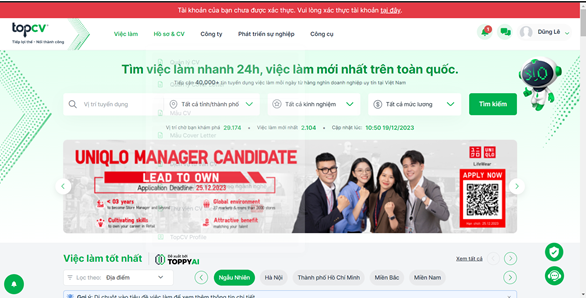 Tài khoản của bạn chưa được xác thực. Vui lòng xác thực tài khoản tại đây.
topcv
Tiếp lợi thế - Nối thành công
Việc làm
Hồ sơ & CV
Công ty
Phát triển sự nghiệp
Công cụ
Dũng Lê
Tìm việc làm nhanh 24h, việc làm mới nhất trên toàn quốc.
Tiếp cận 40,000+ tin tuyển dụng việc làm mỗi ngày từ hàng nghìn doanh nghiệp uy tín tại Việt Nam
Vị trí tuyển dụng
Tất cả tỉnh/thành phố
Tất cả kinh nghiệm
Tất cả mức lương
Tìm kiếm
Mẫu CV
Mẫu Cover Letter
Vị trí chờ bạn khám phá 29.174
Việc làm mới nhất 2.104
Cập nhật lúc: 10:50 19/12/2023
UNIQLO MANAGER CANDIDATE
LEAD TO OWN
Application Deadline: 25.12.2023
< 03 years
Global environment
Cultivating skills
Attractive benefit
matching your talent
UNIQLO
LifeWear
APPLY NOW
TopCV Profile
Việc làm tốt nhất
Đề xuất bởi
TOPPYAI
Xem tất cả
Lọc theo: Địa điểm
Ngẫu Nhiên
Hà Nội
Thành phố Hồ Chí Minh
Miền Bắc
Miền Nam
Gợi ý: Di chuột vào tiêu đề việc làm để xem thêm thông tin chi tiết